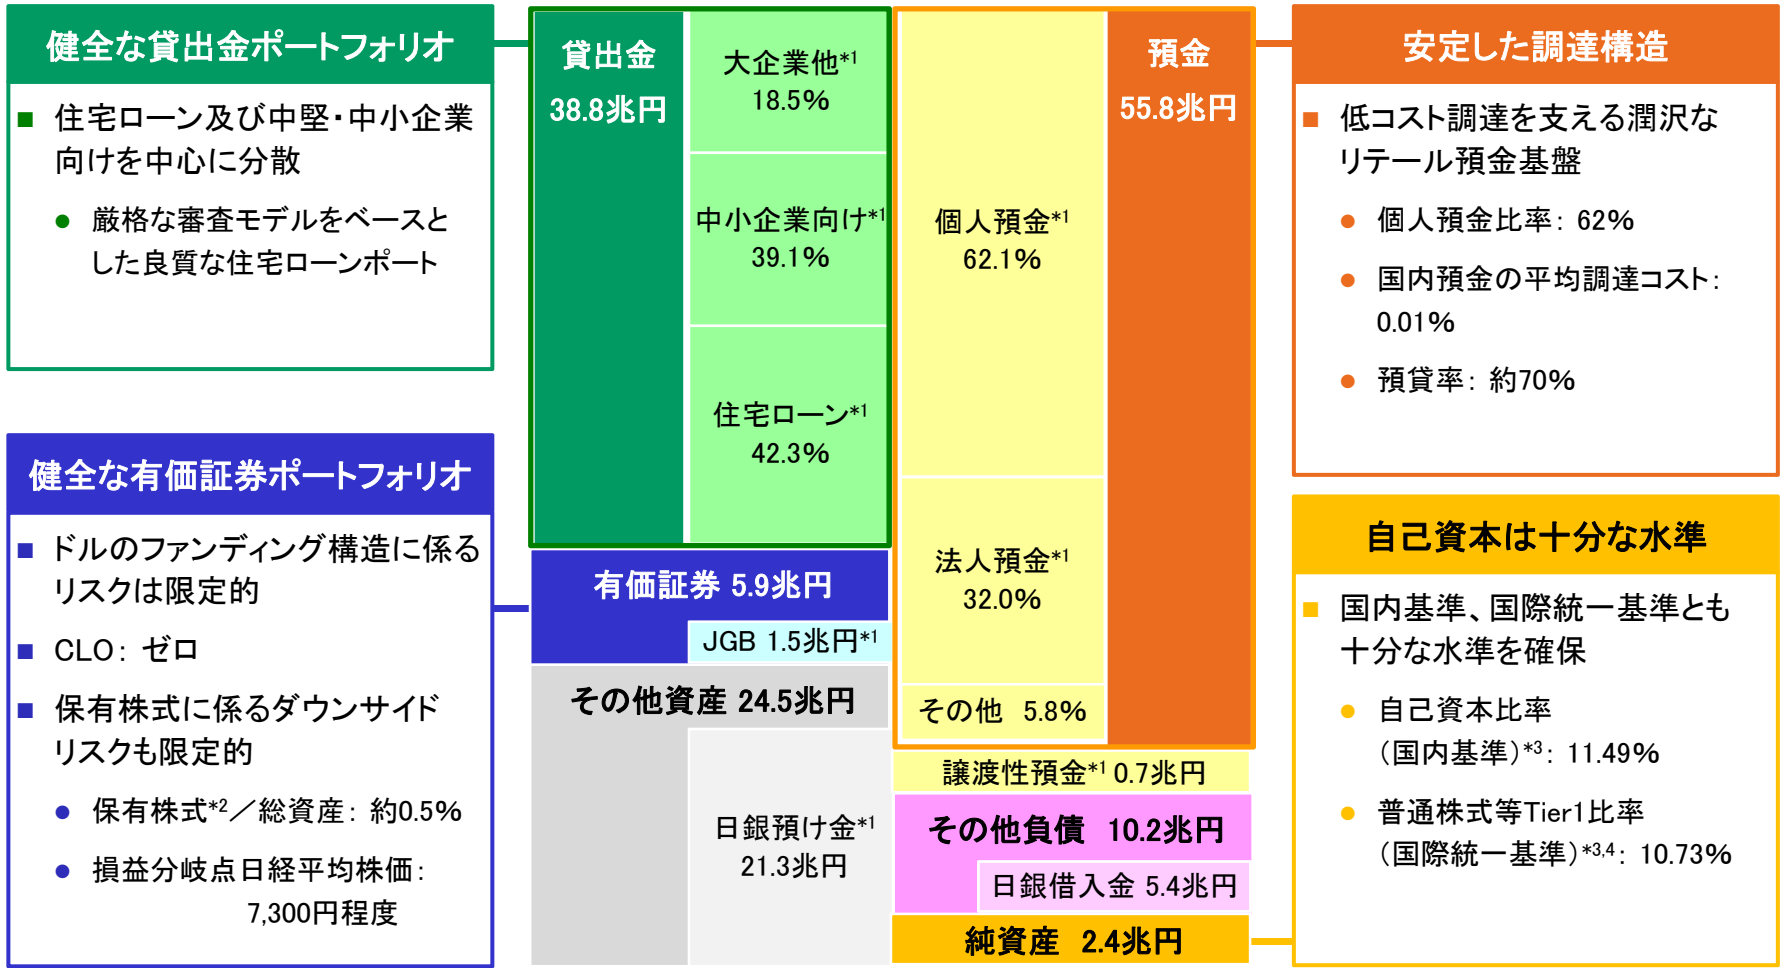 健全な貸出金ポートフォリオ
■ 住宅ローン及び中堅・中小企業
向けを中心に分散
● 厳格な審査モデルをベースと
した良質な住宅ローンポート
健全な有価証券ポートフォリオ
■ ドルのファンディング構造に係る
リスクは限定的
■ CLO： ゼロ
■ 保有株式に係るダウンサイド
リスクも限定的
● 保有株式*2／総資産： 約0.5%
● 損益分岐点日経平均株価：
7,300円程度
貸出金
38.8兆円
大企業他*1
18.5%
中小企業向け*1
39.1%
住宅ローン*1
42.3%
有価証券 5.9兆円
JGB 1.5兆円*1
その他資産 24.5兆円
日銀預け金*1
21.3兆円
個人預金*1
62.1%
法人預金*1
32.0%
その他 5.8%
預金
55.8兆円
譲渡性預金*1 0.7兆円
その他負債 10.2兆円
日銀借入金 5.4兆円
純資産 2.4兆円
安定した調達構造
■ 低コスト調達を支える潤沢な
リテール預金基盤
● 個人預金比率： 62%
● 国内預金の平均調達コスト：
0.01%
● 預貸率： 約70%
自己資本は十分な水準
■ 国内基準、国際統一基準とも
十分な水準を確保
● 自己資本比率
（国内基準）*3： 11.49%
● 普通株式等Tier1比率
（国際統一基準）*3,4： 10.73%